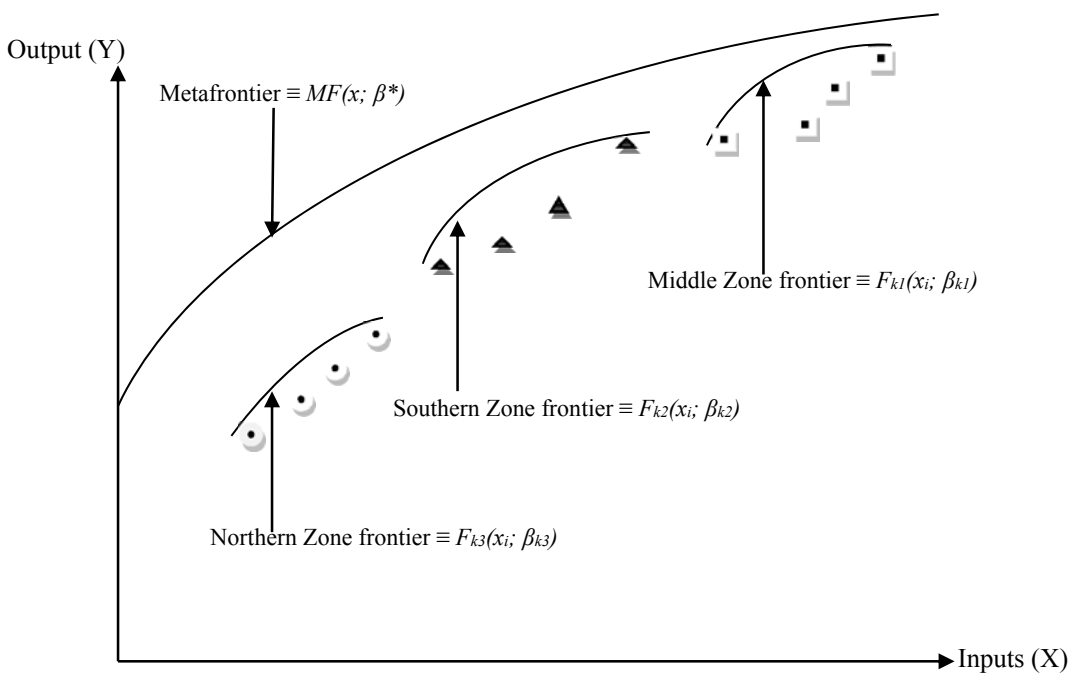 Output (Y)
Metafrontier ≡ MF(x; β*)
Middle Zone frontier ≡ Fk1(xi; βk1)
Southern Zone frontier ≡ Fk2(xi; βk2)
Northern Zone frontier ≡ Fk3(xi; βk3)
Inputs (X)